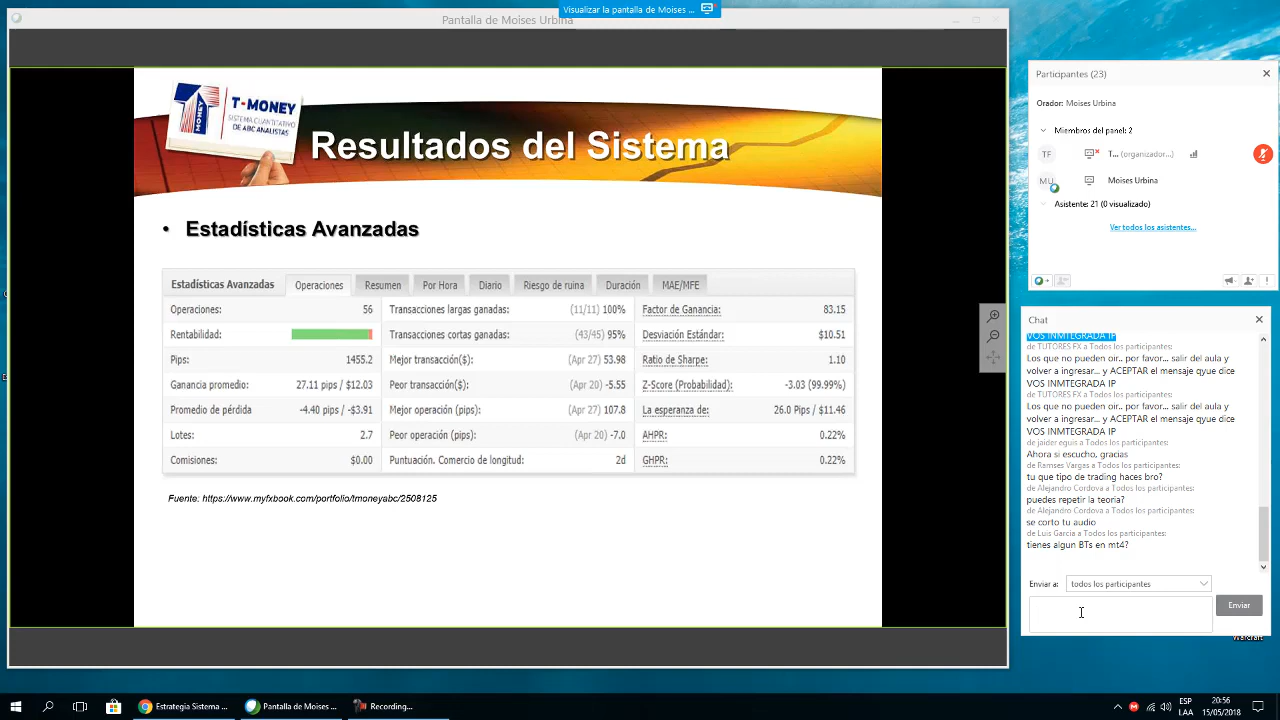 Visualizar la pantalla de Moises ...
Pantalla de Moises Urbina
T-MONEY
SISTEMA CUANTITATIVO
DE ABC ANALISTAS
MONEY
Resultados del Sistema
• Estadísticas Avanzadas
Estadísticas Avanzadas Operaciones Resumen Por Hora Diario Riesgo de ruina Duración MAE/MFE
Operaciones: 56 Transacciones largas ganadas: (11/11) 100% Factor de Ganancia: 83.15
Rentabilidad: Transacciones cortas ganadas: (43/45) 95% Desviación Estándar: $10.51
Pips: 1455.2 Mejor transacción($): (Apr 27) 53.98 Ratio de Sharpe: 1.10
Ganancia promedio: 27.11 pips / $12.03 Peor transacción($): (Apr 20) -5.55 Z-Score (Probabilidad): -3.03 (99.99%)
Promedio de pérdida -4.40 pips / -$3.91 Mejor operación (pips): (Apr 27) 107.8 La esperanza de: 26.0 Pips / $11.46
Lotes: 2.7 Peor operación (pips): (Apr 20) -7.0 AHPR: 0.22%
Comisiones: $0.00 Puntuación. Comercio de longitud: 2d GHPR: 0.22%
Fuente: https://www.myfxbook.com/portfolio/tmoneyabc/2508125
Participantes (23)
Orador: Moises Urbina
Miembros del panel: 2
TF T... (organizador...)
MU Moises Urbina
Asistente: 21 (0 visualizado)
Ver todos los asistentes...
Chat
VOS INMTEGRADA IP
de TUTORES FX a Todos los participantes:
Los que no pueden oir.. por favor... salir del aula y
volver a ingresar... y ACEPTAR el mensaje qyue dice
VOS INMTEGRADA IP
de TUTORES FX a Todos los participantes:
Los que no pueden oir.. por favor... salir del aula y
volver a ingresar... y ACEPTAR el mensaje qyue dice
VOS INMTEGRADA IP
de jaider eguis a Todos los participantes:
Ahora si escucho, gracias
de Ramses Vargas a Todos los participantes:
tu que tipo de trading haces bro?
de Alejandro Cordova a Todos los participantes:
puedes repetir la teoria?
de Alejandro Cordova a Todos los participantes:
se corto tu audio
de Luis Garcia a Todos los participantes:
tienes algun BTs en mt4?
Enviar a: todos los participantes
Enviar
Warcraft
Estrategia Sistema ...
Pantalla de Moises ...
Recording...
ESP
LAA
20:56
15/05/2018